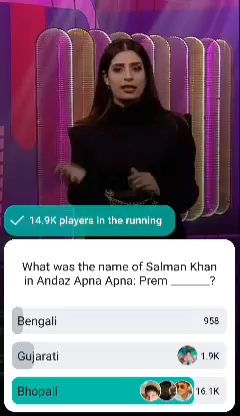 14.9K players in the running
What was the name of Salman Khan
in Andaz Apna Apna: Prem ______?
Bengali 958
Gujarati 1.9K
Bhopali 16.1K